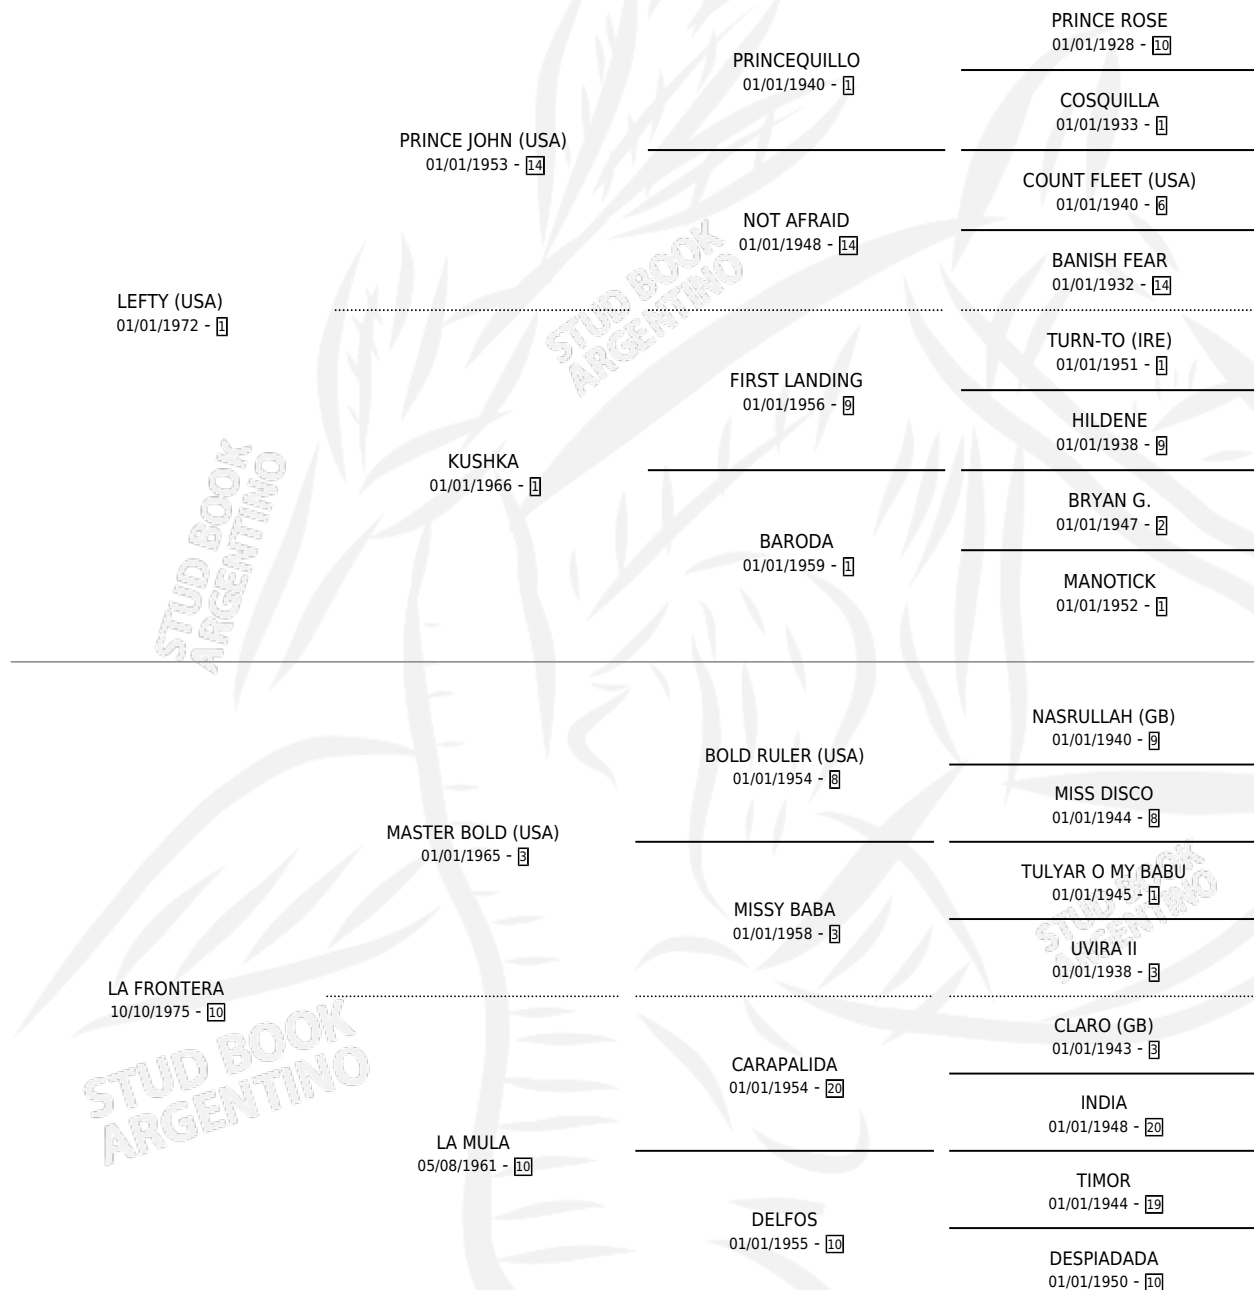 PRINCE ROSE
01/01/1928 - 10
PRINCEQUILLO
01/01/1940 - 1
COSQUILLA
01/01/1933 - 1
PRINCE JOHN (USA)
01/01/1953 - 14
COUNT FLEET (USA)
01/01/1940 - 6
NOT AFRAID
01/01/1948 - 14
BANISH FEAR
01/01/1932 - 14
LEFTY (USA)
01/01/1972 - 1
TURN-TO (IRE)
01/01/1951 - 1
FIRST LANDING
01/01/1956 - 9
HILDENE
01/01/1938 - 9
KUSHKA
01/01/1966 - 1
BRYAN G.
01/01/1947 - 2
BARODA
01/01/1959 - 1
MANOTICK
01/01/1952 - 1
NASRULLAH (GB)
01/01/1940 - 9
BOLD RULER (USA)
01/01/1954 - 8
MISS DISCO
01/01/1944 - 8
MASTER BOLD (USA)
01/01/1965 - 3
TULYAR O MY BABU
01/01/1945 - 1
MISSY BABA
01/01/1958 - 3
UVIRA II
01/01/1938 - 3
LA FRONTERA
10/10/1975 - 10
CLARO (GB)
01/01/1943 - 3
CARAPALIDA
01/01/1954 - 20
INDIA
01/01/1948 - 20
LA MULA
05/08/1961 - 10
TIMOR
01/01/1944 - 19
DELFOS
01/01/1955 - 10
DESPIADADA
01/01/1950 - 10
STUD BOOK
ARGENTINO
STUD BOOK
ARGENTINO
STUD BOOK
ARGENTINO
STUD BOOK
ARGENTINO